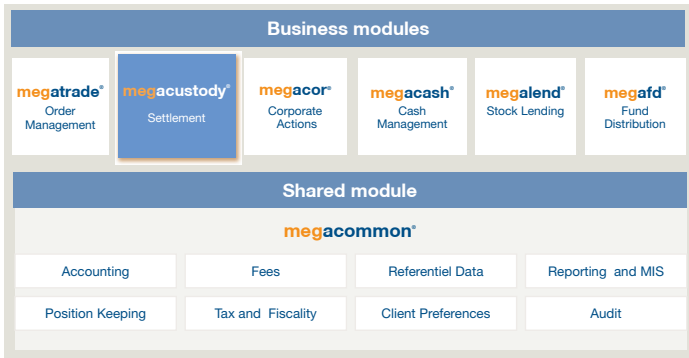 Business modules
megatrade®
Order
Management
megacustody®
Settlement
megacor®
Corporate
Actions
megacash®
Cash
Management
megalend®
Stock Lending
megafd®
Fund
Distribution
Shared module
megacommon®
Accounting
Fees
Referentiel Data
Reporting and MIS
Position Keeping
Tax and Fiscality
Client Preferences
Audit